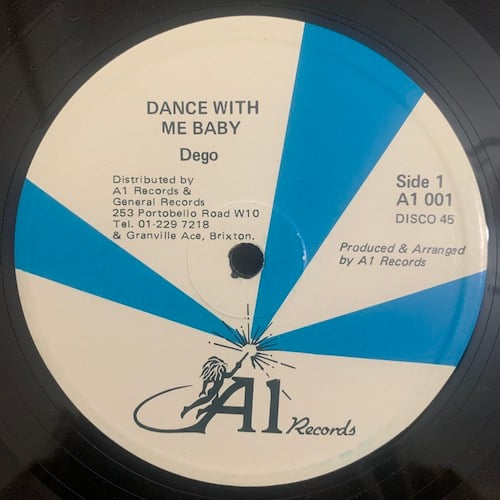 DANCE WITH
ME BABY
Dego
Distributed by
A1 Records &
General Records
253 Portobello Road W10
Tel. 01-229 7218
& Granville Ace, Brixton.
Side 1
A1 001
DISCO 45
Produced & Arranged
by A1 Records
A1 Records